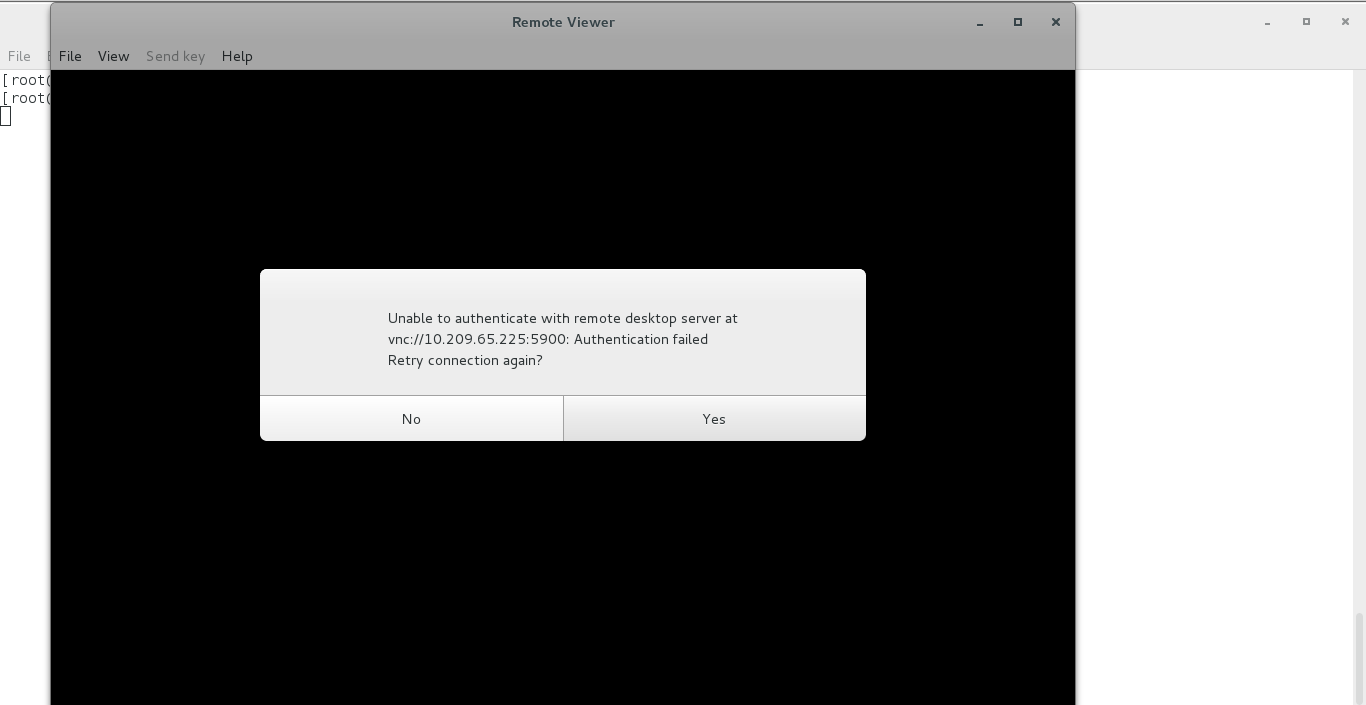 Remote Viewer
File
File View Send key Help
[root(
[root(
Unable to authenticate with remote desktop server at
vnc://10.209.65.225:5900: Authentication failed
Retry connection again?
No Yes